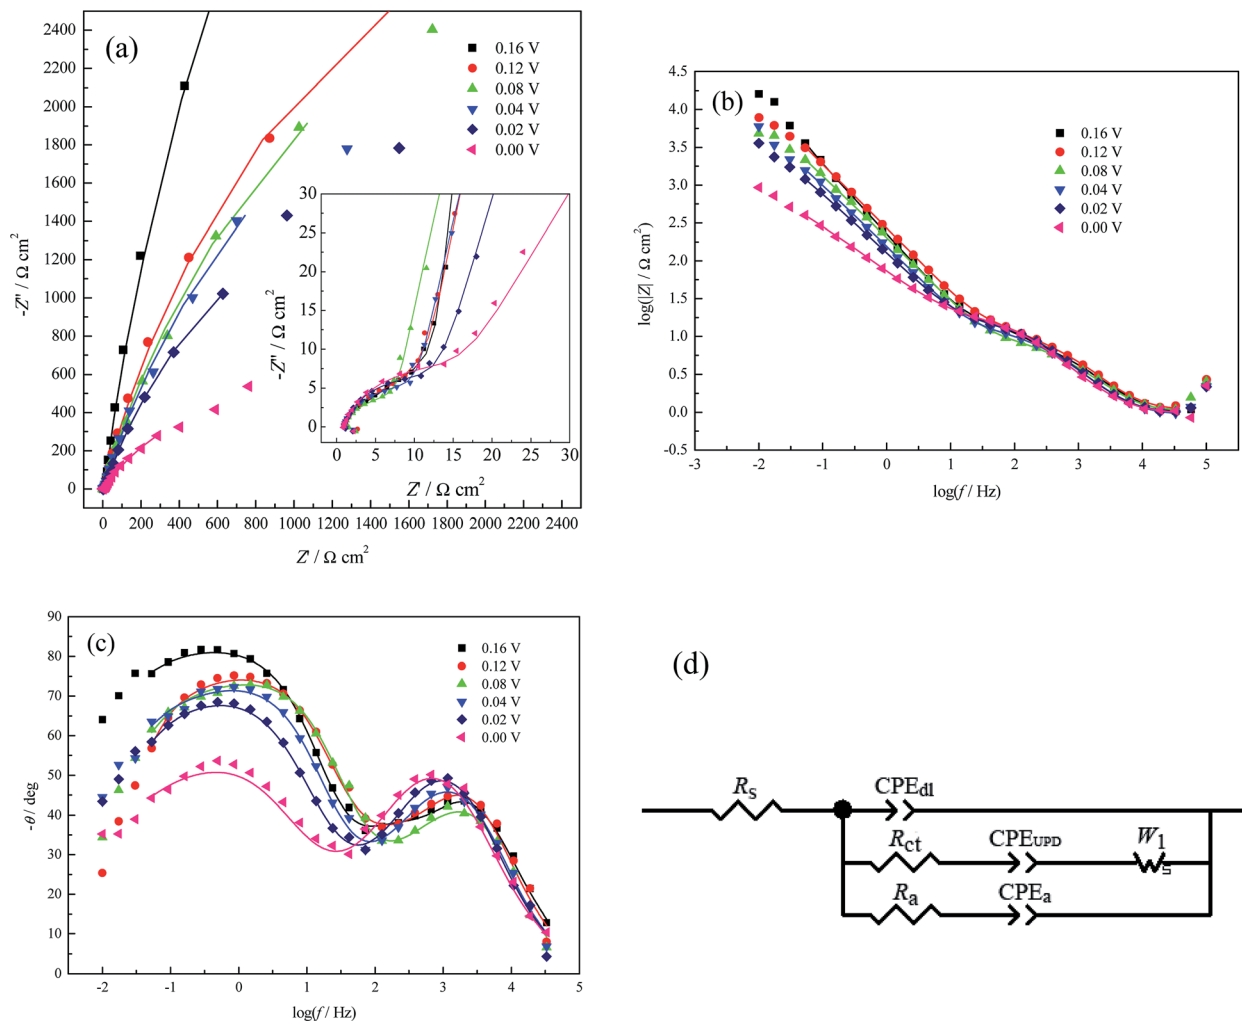 (a)
2400
2200
2000
1800
1600
1400
1200
1000
800
600
400
200
0
-Z" / Ω cm²
0.16 V
0.12 V
0.08 V
0.04 V
0.02 V
0.00 V
30
25
20
15
10
5
0
-Z" / Ω cm²
0 5 10 15 20 25 30
Z' / Ω cm²
0 200 400 600 800 1000 1200 1400 1600 1800 2000 2200 2400
Z' / Ω cm²
(b)
4.5
4.0
3.5
3.0
2.5
2.0
1.5
1.0
0.5
0.0
-0.5
log(|Z| / Ω cm²)
0.16 V
0.12 V
0.08 V
0.04 V
0.02 V
0.00 V
-3 -2 -1 0 1 2 3 4 5
log(f / Hz)
(c)
90
80
70
60
50
40
30
20
10
0
-θ / deg
0.16 V
0.12 V
0.08 V
0.04 V
0.02 V
0.00 V
-2 -1 0 1 2 3 4 5
log(f / Hz)
(d)
Rs CPEdl
Rct CPEUPD W1
s
Ra CPEa